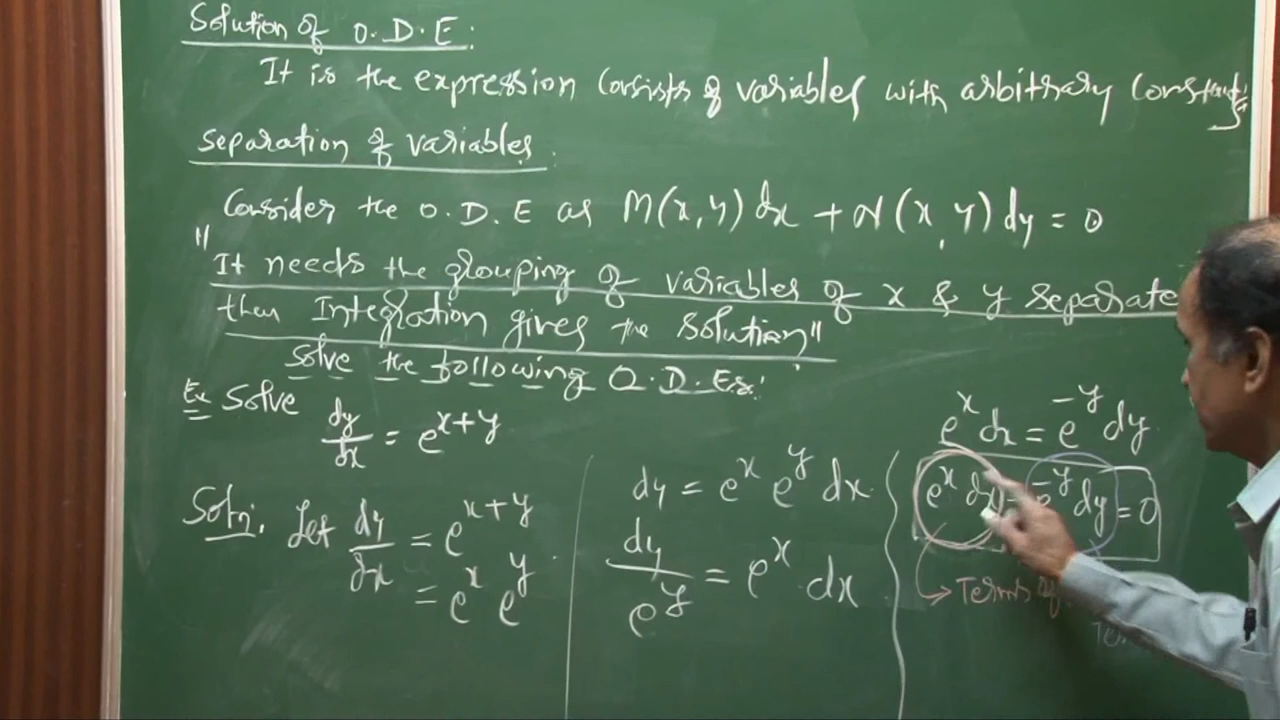 Solution of O.D.E:
It is the expression consists of variables with arbitrary constants
separation of variables:
Consider the O.D.E as M(x,y)dx + N(x,y)dy = 0
"It needs the grouping of variables of x & y separate
then Integration gives the solution"
Solve the following O.D.Es:
Ex Solve dy/dx = e^{x+y}
Soln. Let dy/dx = e^{x+y}
= e^x e^y
dy = e^x e^y dx
dy/e^y = e^x . dx
e^x dx = e^{-y} dy
e^x dx - e^{-y} dy = 0
→ Terms of